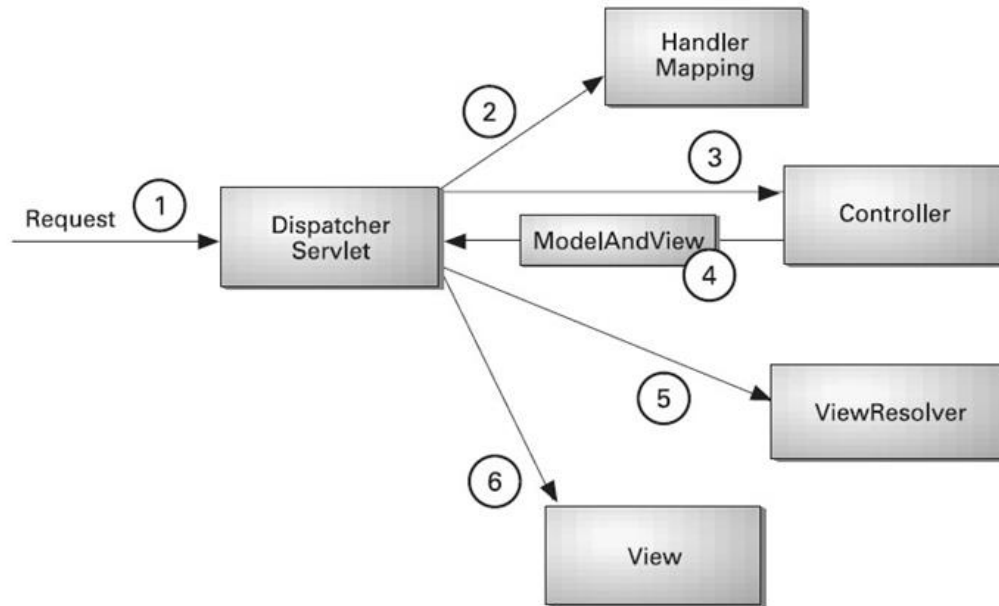 Handler
Mapping
2
3
1
Request
Dispatcher
Servlet
Controller
ModelAndView
4
5
ViewResolver
6
View